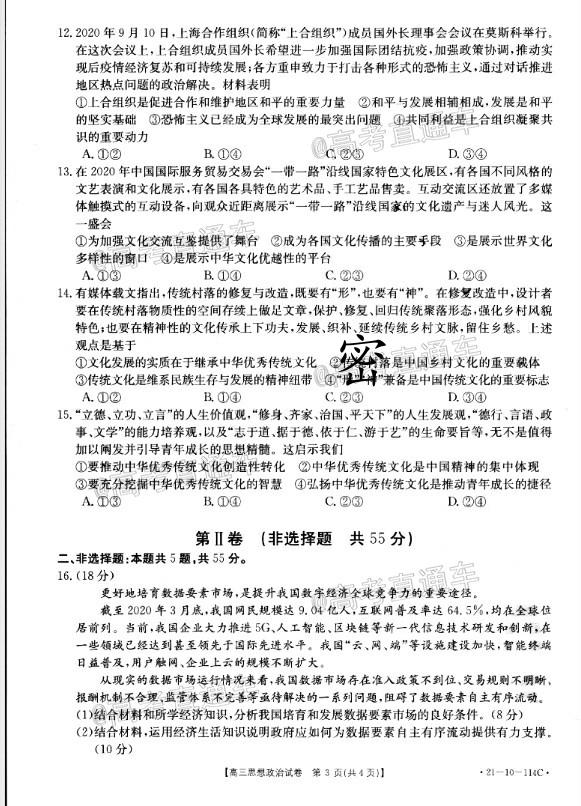 12. 2020 年 9 月 10 日,上海合作组织(简称“上合组织”)成员国外长理事会会议在莫斯科举行。
在这次会议上,上合组织成员国外长希望进一步加强国际团结抗疫,加强政策协调,推动实
现后疫情经济复苏和可持续发展;各方重申致力于打击各种形式的恐怖主义,通过对话推进
地区热点问题的政治解决。材料表明
①上合组织是促进合作和维护地区和平的重要力量 ②和平与发展相辅相成,发展是和平
的坚实基础 ③恐怖主义已经成为全球发展的最突出问题 ④共同利益是上合组织凝聚共
识的重要动力
A. ①② B. ①④ C. ②③ D. ③④
13. 在 2020 年中国国际服务贸易交易会“一带一路”沿线国家特色文化展区,有各国不同风格的
文艺表演和文化展示,有各国各具特色的艺术品、手工艺品售卖。互动交流区还放置了多媒
体触摸式的互动设备,向观众近距离展示“一带一路”沿线国家的文化遗产与迷人风光。这
一盛会
①为加强文化交流互鉴提供了舞台 ②成为各国文化传播的主要手段 ③是展示世界文化
多样性的窗口 ④是展示中华文化优越性的平台
A. ①③ B. ①④ C. ②③ D. ②④
14. 有媒体载文指出,传统村落的修复与改造,既要有“形”,也要有“神”。在修复改造中,设计者
要在传统村落物质性的空间存续上做足文章,保护、修复、回归传统聚落形态,强化乡村风貌
特色;也要在精神性的文化传承上下功夫,发展、织补、延续传统乡村文脉,留住乡愁。上述
观点是基于
①文化发展的实质在于继承中华优秀传统文化 ②传统村落是中国乡村文化的重要载体
③传统文化是维系民族生存与发展的精神纽带 ④“形”“神”兼备是中国传统文化的重要标志
A. ①② B. ①④ C. ②③ D. ③④
密
15. “立德、立功、立言”的人生价值观,“修身、齐家、治国、平天下”的人生发展观,“德行、言语、政
事、文学”的能力培养观,以及“志于道、据于德、依于仁、游于艺”的生命要旨等,无不是值得
加以阐发并引导青年成长的思想精髓。这启示我们
①要推动中华优秀传统文化创造性转化 ②中华优秀传统文化是中国精神的集中体现
③要充分挖掘中华优秀传统文化的智慧 ④弘扬中华优秀传统文化是推动青年成长的捷径
A. ①③ B. ①④ C. ②③ D. ②④
第Ⅱ卷 (非选择题 共 55 分)
二、非选择题:本题共 5 题,共 55 分。
16. (18 分)
更好地培育数据要素市场,是提升我国数字经济全球竞争力的重要途径。
截至 2020 年 3 月底,我国网民规模达 9.04 亿人,互联网普及率达 64.5%,均在全球位
居前列。当前,我国企业大力推进 5G、人工智能、区块链等新一代信息技术研发和创新,在
一些领域已经达到甚至领先于国际先进水平。我国“云、网、端”等设施建设加快,智能终端
日益普及,用户触网、企业上云的规模不断扩大。
从现实的数据市场运行情况来看,我国数据市场存在准入政策不到位、交易规则不明晰、
报酬机制不合理、监管体系不完善等亟待解决的一系列问题,阻碍了数据要素自主有序流动。
(1)结合材料和所学经济知识,分析我国培育和发展数据要素市场的良好条件。(8 分)
(2)结合材料,运用经济生活知识说明政府应如何为数据要素自主有序流动提供有力支撑。
(10 分)
【高三思想政治试卷 第 3 页(共 4 页)】
·21-10-114C·
@高考直通车
@高考直通车
@高考直通车
@高考直通车
@高考直通车